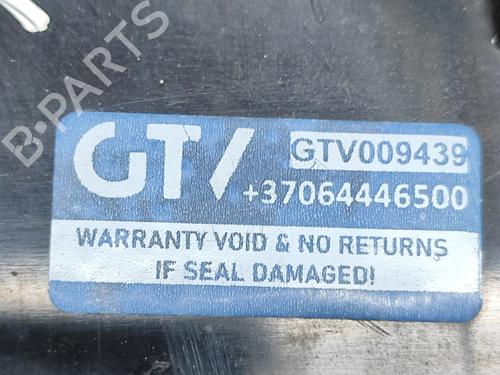 B-PARTS
GTV
GTV009439
+37064446500
WARRANTY VOID & NO RETURNS
IF SEAL DAMAGED!